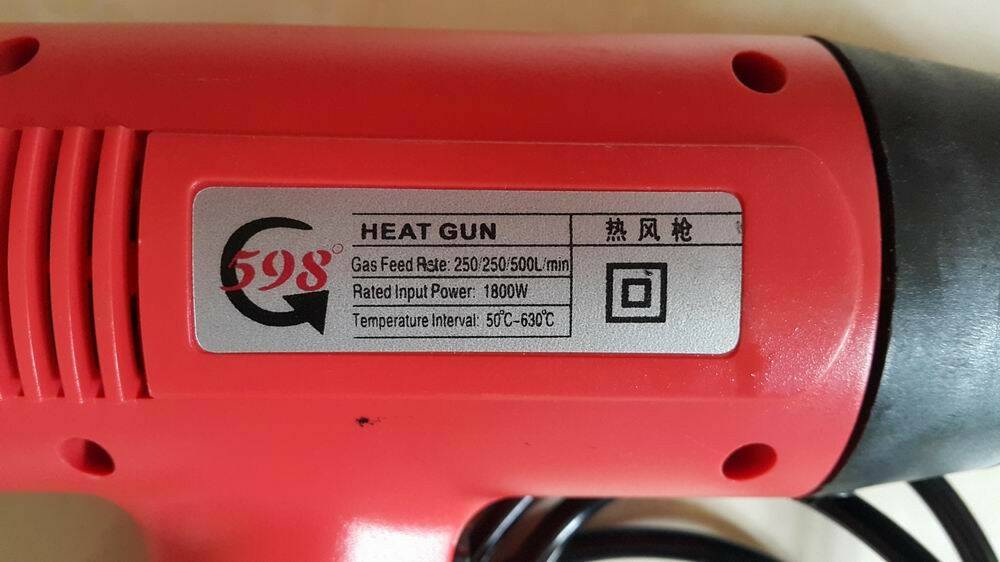 598°
HEAT GUN
热风枪
Gas Feed Rste: 250/250/500L/min
Rated Input Power: 1800W
Temperature Interval: 50℃-630℃